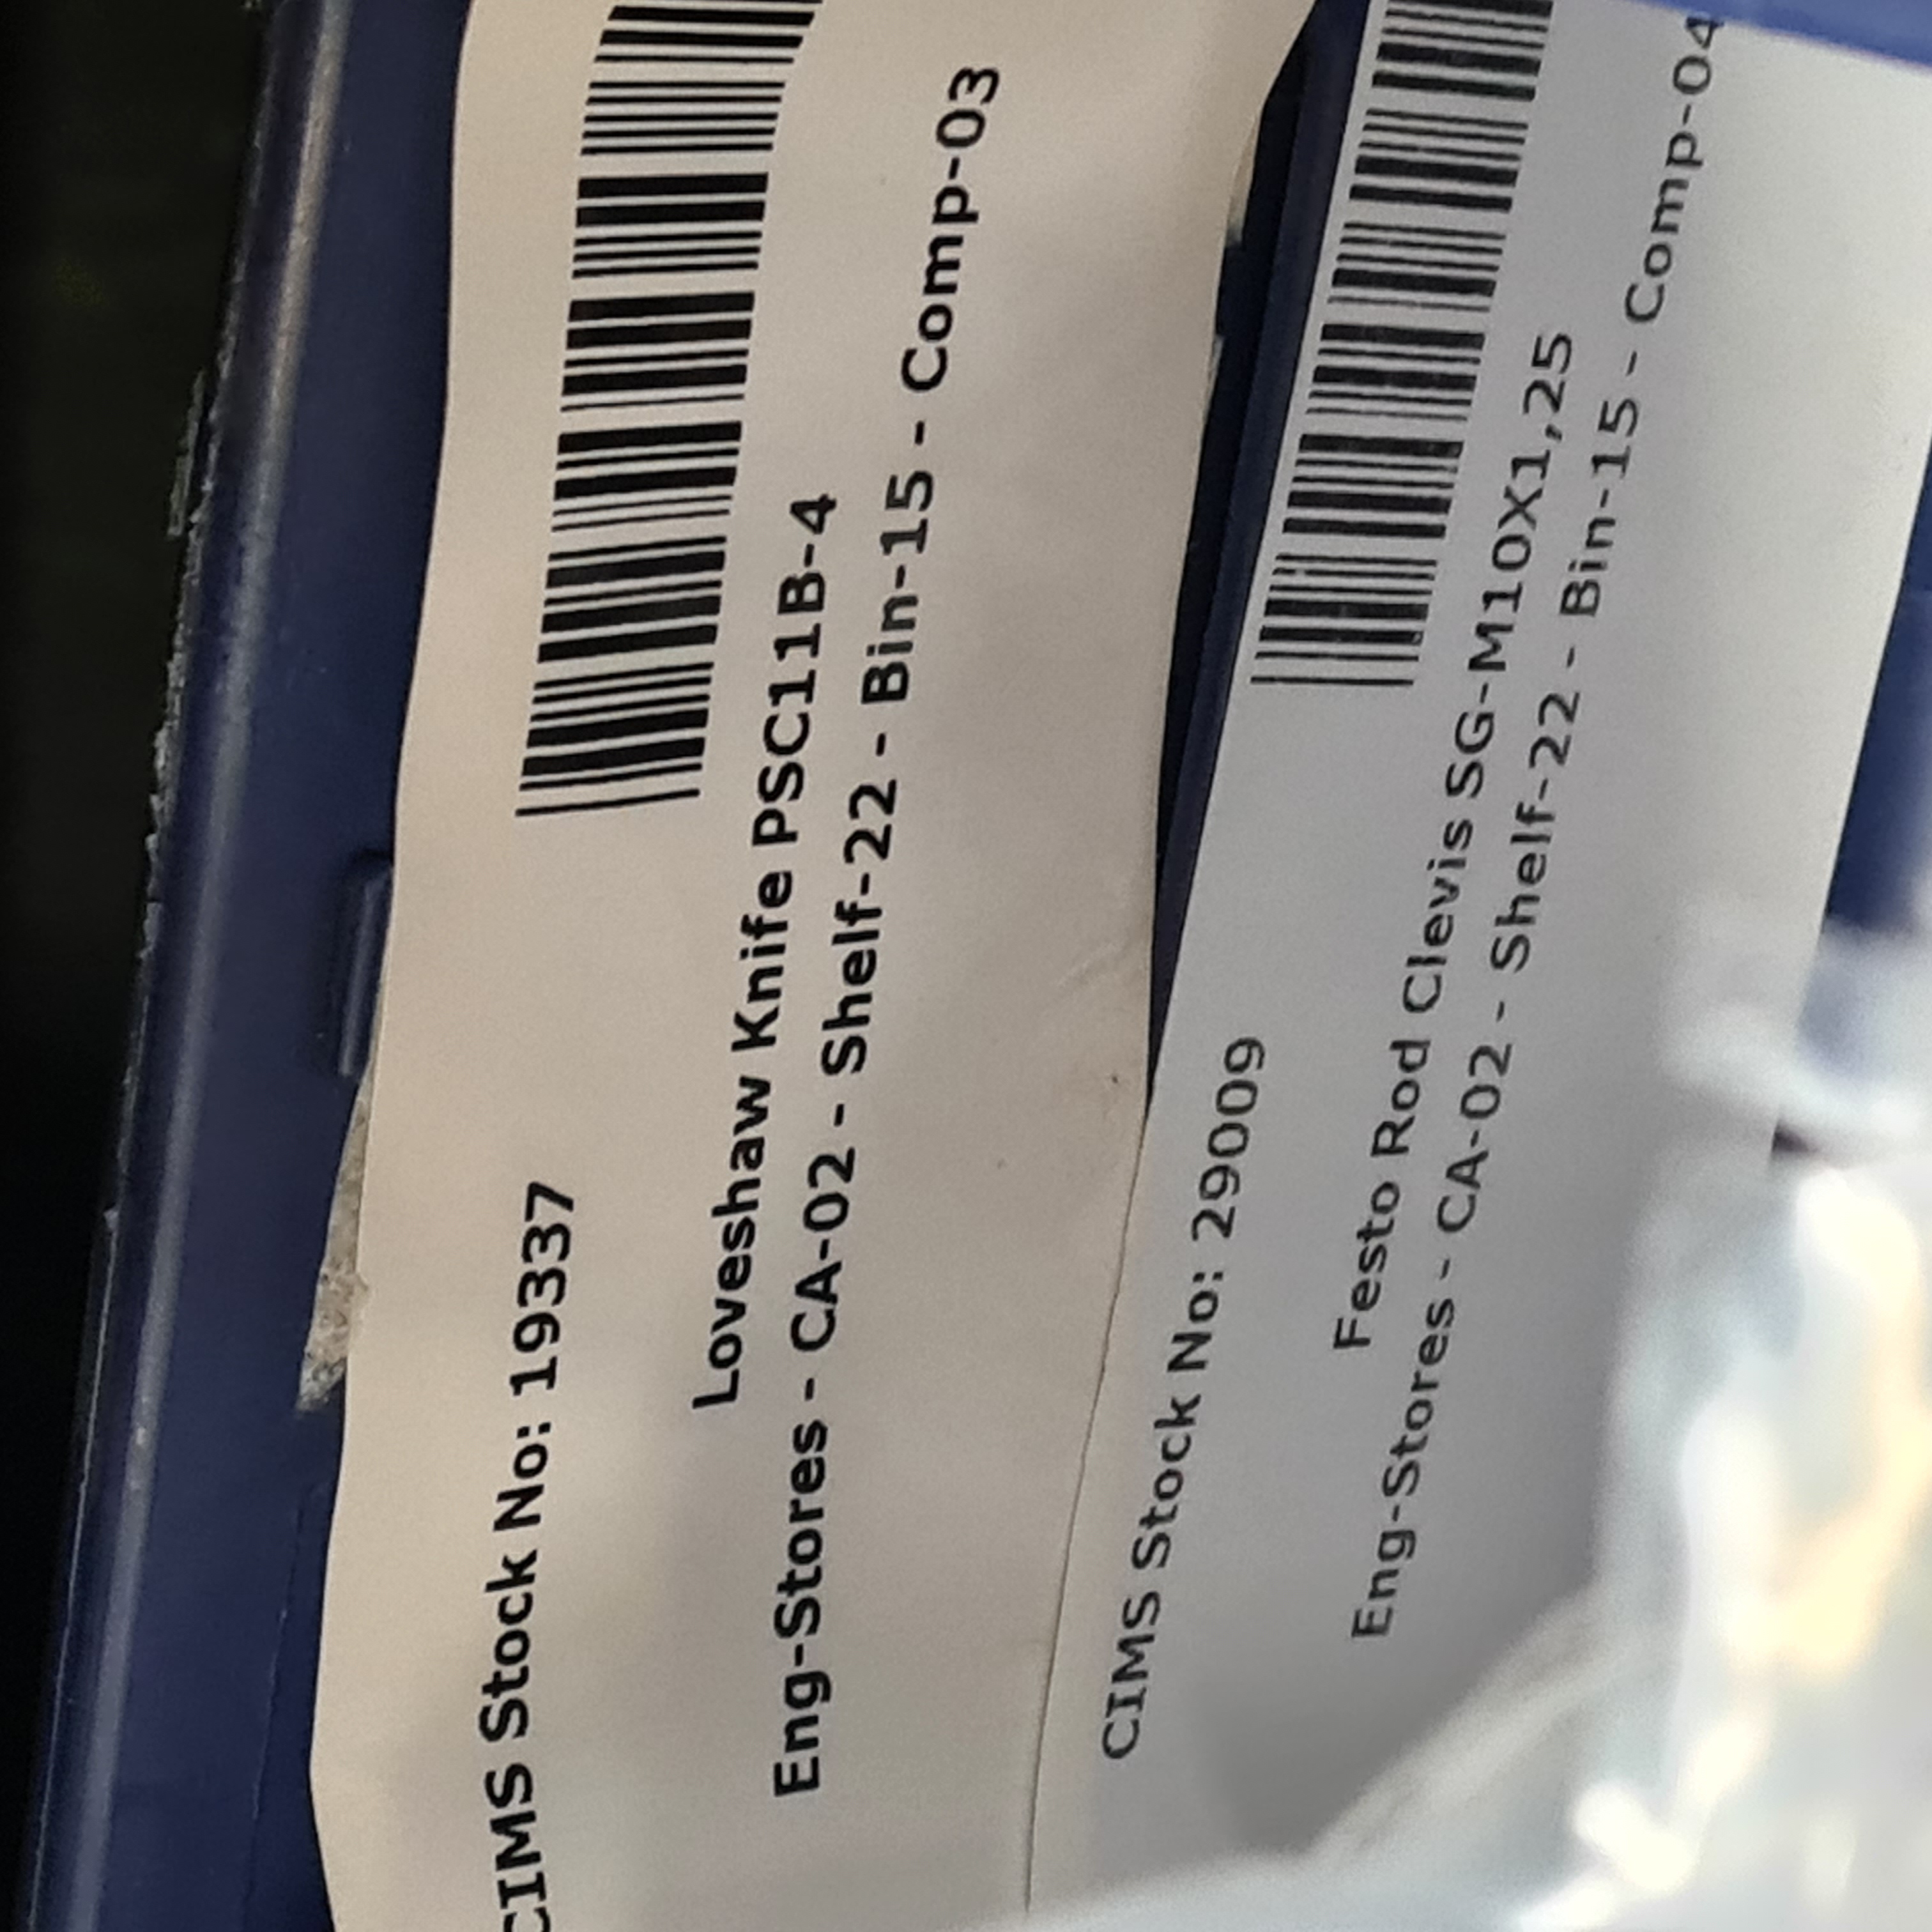 CIMS Stock No: 19337
Loveshaw Knife PSC11B-4
Eng-Stores - CA-02 - Shelf-22 - Bin-15 - Comp-03
CIMS Stock No: 29009
Festo Rod Clevis SG-M10X1,25
Eng-Stores - CA-02 - Shelf-22 - Bin-15 - Comp-04